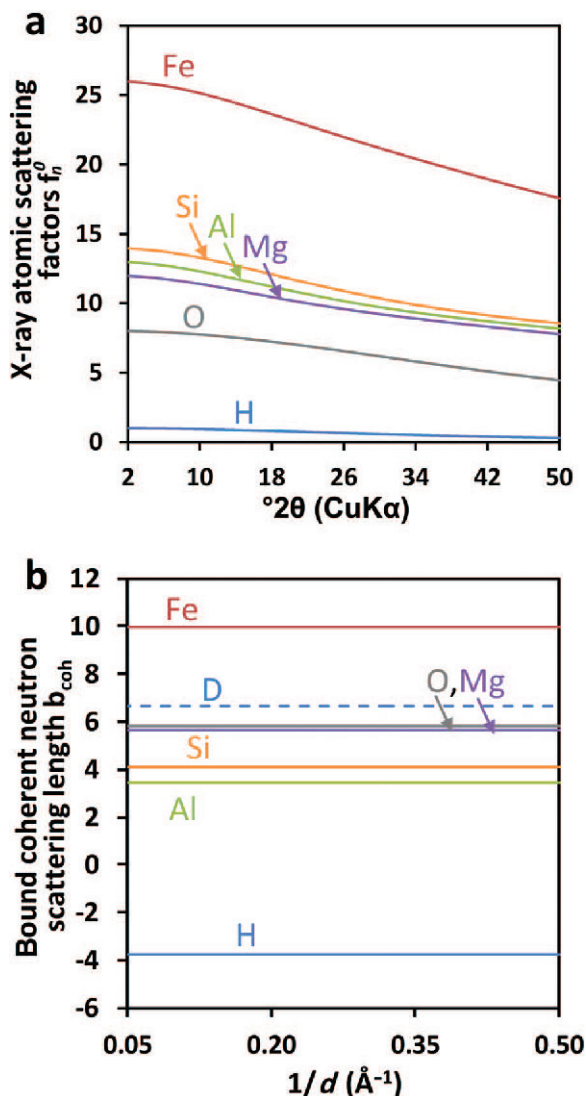 a
X-ray atomic scattering
factors f⁰ₙ
30
25
20
15
10
5
0
Fe
Si
Al
Mg
O
H
2 10 18 26 34 42 50
°2θ (CuKα)
b
Bound coherent neutron
scattering length b_coh
12
10
8
6
4
2
0
-2
-4
-6
Fe
D
O,Mg
Si
Al
H
0.05 0.20 0.35 0.50
1/d (Å⁻¹)